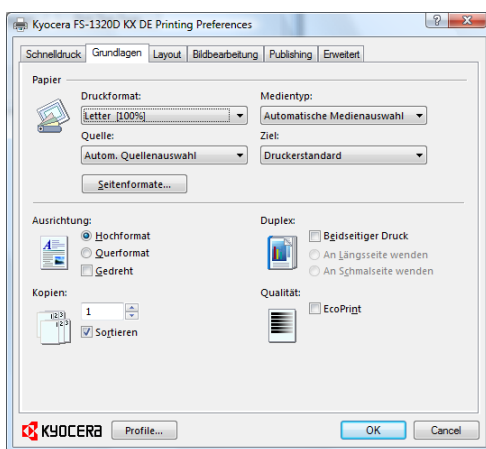 Kyocera FS-1320D KX DE Printing Preferences
Schnelldruck Grundlagen Layout Bildbearbeitung Publishing Erweitert
Papier
Druckformat: Medientyp:
Letter [100%] Automatische Medienauswahl
Quelle: Ziel:
Autom. Quellenauswahl Druckerstandard
Seitenformate...
Ausrichtung: Duplex:
Hochformat Beidseitiger Druck
Querformat An Längsseite wenden
Gedreht An Schmalseite wenden
Kopien: Qualität:
1 EcoPrint
Sortieren
KYOCERA Profile... OK Cancel